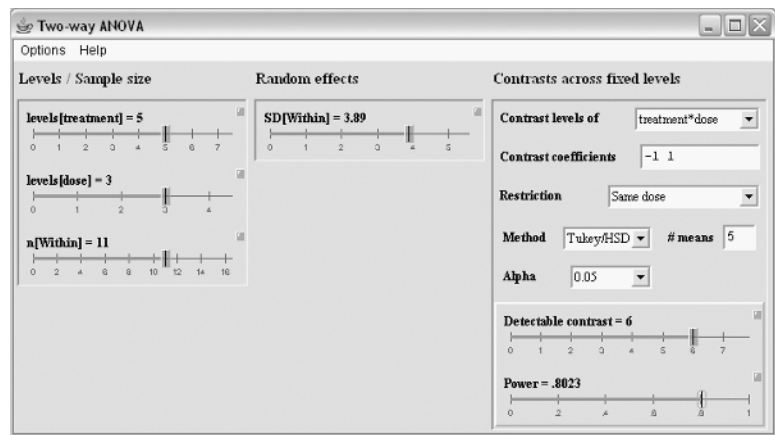 Two-way ANOVA
Options Help
Levels / Sample size
levels[treatment] = 5
0 1 2 3 4 5 6 7
levels[dose] = 3
0 1 2 3 4
n[Within] = 11
0 2 4 6 8 10 12 14 16
Random effects
SD[Within] = 3.89
0 1 2 3 4 5
Contrasts across fixed levels
Contrast levels of treatment*dose
Contrast coefficients -1 1
Restriction Same dose
Method Tukey/HSD # means 5
Alpha 0.05
Detectable contrast = 6
0 1 2 3 4 5 6 7
Power = .8023
0 .2 .4 .6 .8 1